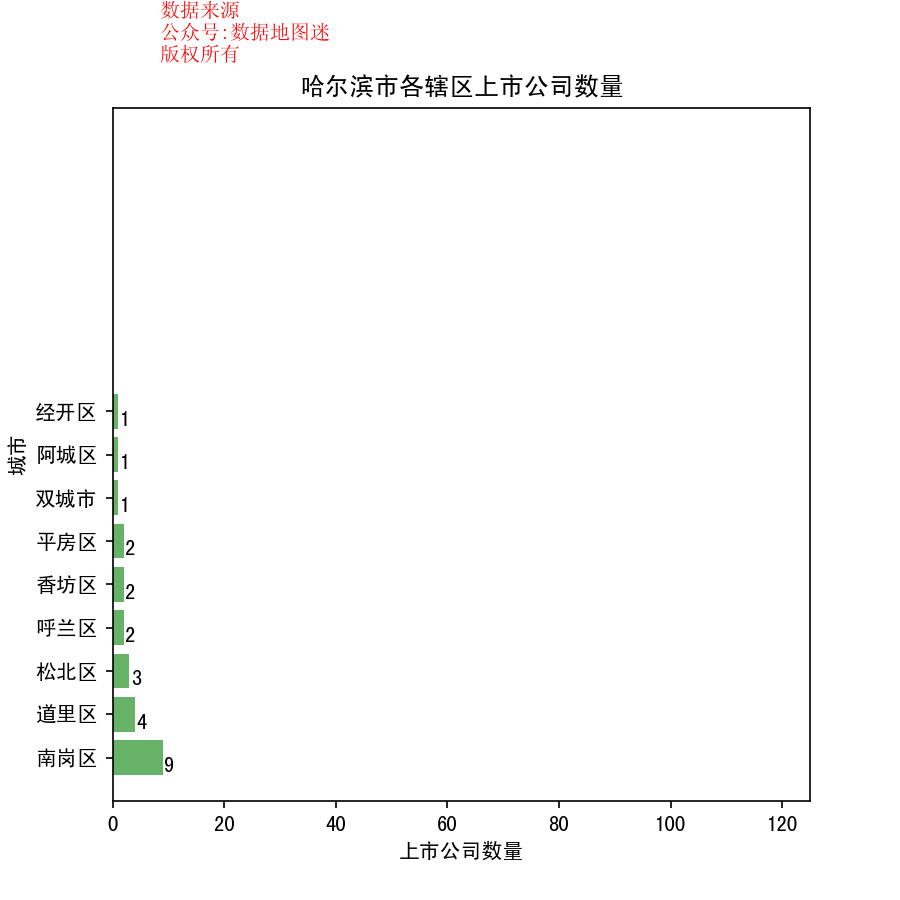 数据来源
公众号:数据地图迷
版权所有
哈尔滨市各辖区上市公司数量
城市
经开区 1
阿城区 1
双城市 1
平房区 2
香坊区 2
呼兰区 2
松北区 3
道里区 4
南岗区 9
0 20 40 60 80 100 120
上市公司数量